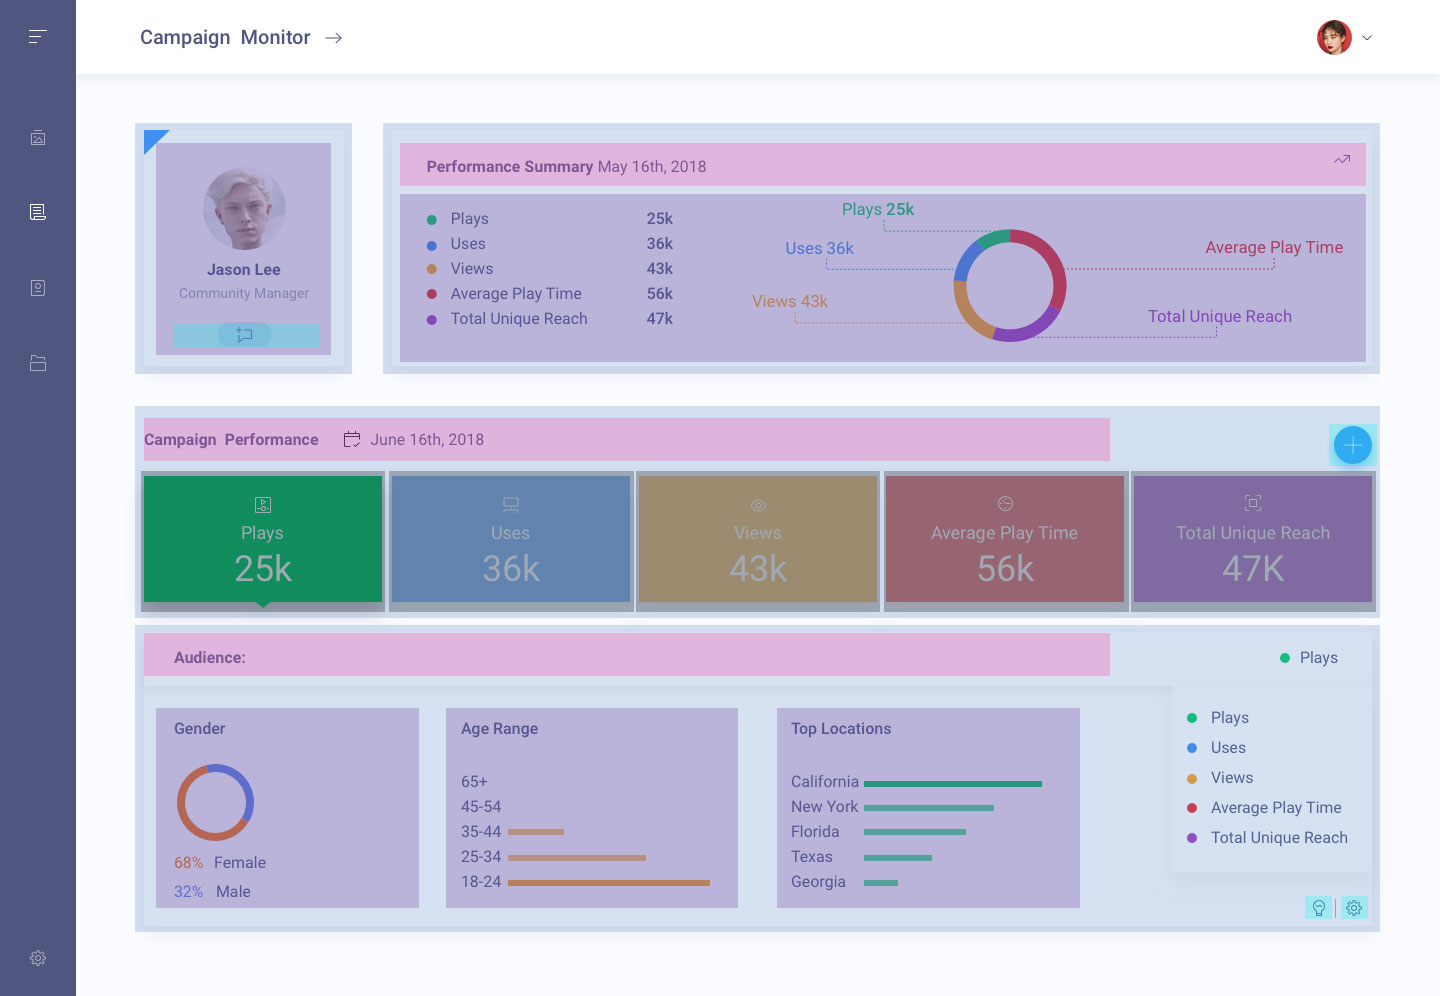 Campaign Monitor
Jason Lee
Community Manager
Performance Summary May 16th, 2018
Plays 25k
Uses 36k
Views 43k
Average Play Time 56k
Total Unique Reach 47k
Plays 25k
Uses 36k
Views 43k
Average Play Time
Total Unique Reach
Campaign Performance June 16th, 2018
Plays
25k
Uses
36k
Views
43k
Average Play Time
56k
Total Unique Reach
47K
Audience:
Plays
Gender
68% Female
32% Male
Age Range
65+
45-54
35-44
25-34
18-24
Top Locations
California
New York
Florida
Texas
Georgia
Plays
Uses
Views
Average Play Time
Total Unique Reach